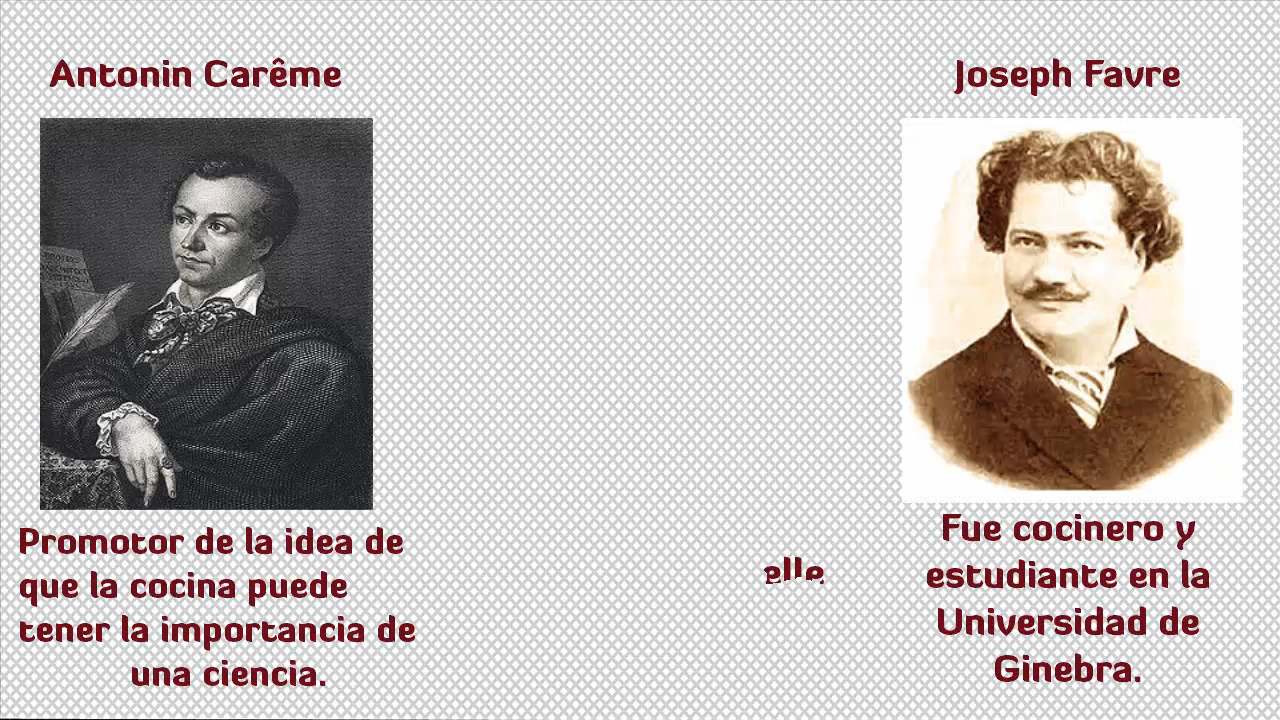 Antonin Carême
Joseph Favre
Promotor de la idea de
que la cocina puede
tener la importancia de
una ciencia.
elle
Fue cocinero y
estudiante en la
Universidad de
Ginebra.